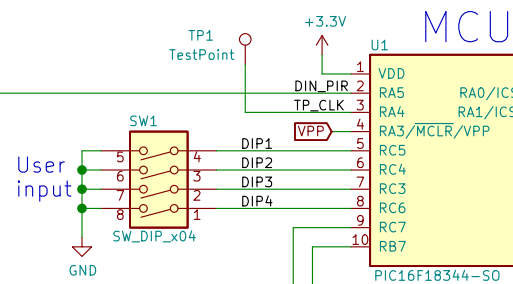 MCU
+3.3V
TP1
TestPoint
U1
1 VDD
DIN_PIR 2 RA5 RA0/ICS
TP_CLK 3 RA4 RA1/ICS
VPP 4 RA3/MCLR/VPP
SW1
User
input
5 4 DIP1 5 RC5
6 3 DIP2 6 RC4
7 2 DIP3 7 RC3
8 1 DIP4 8 RC6
9 RC7
10 RB7
SW_DIP_x04
GND
PIC16F18344-SO